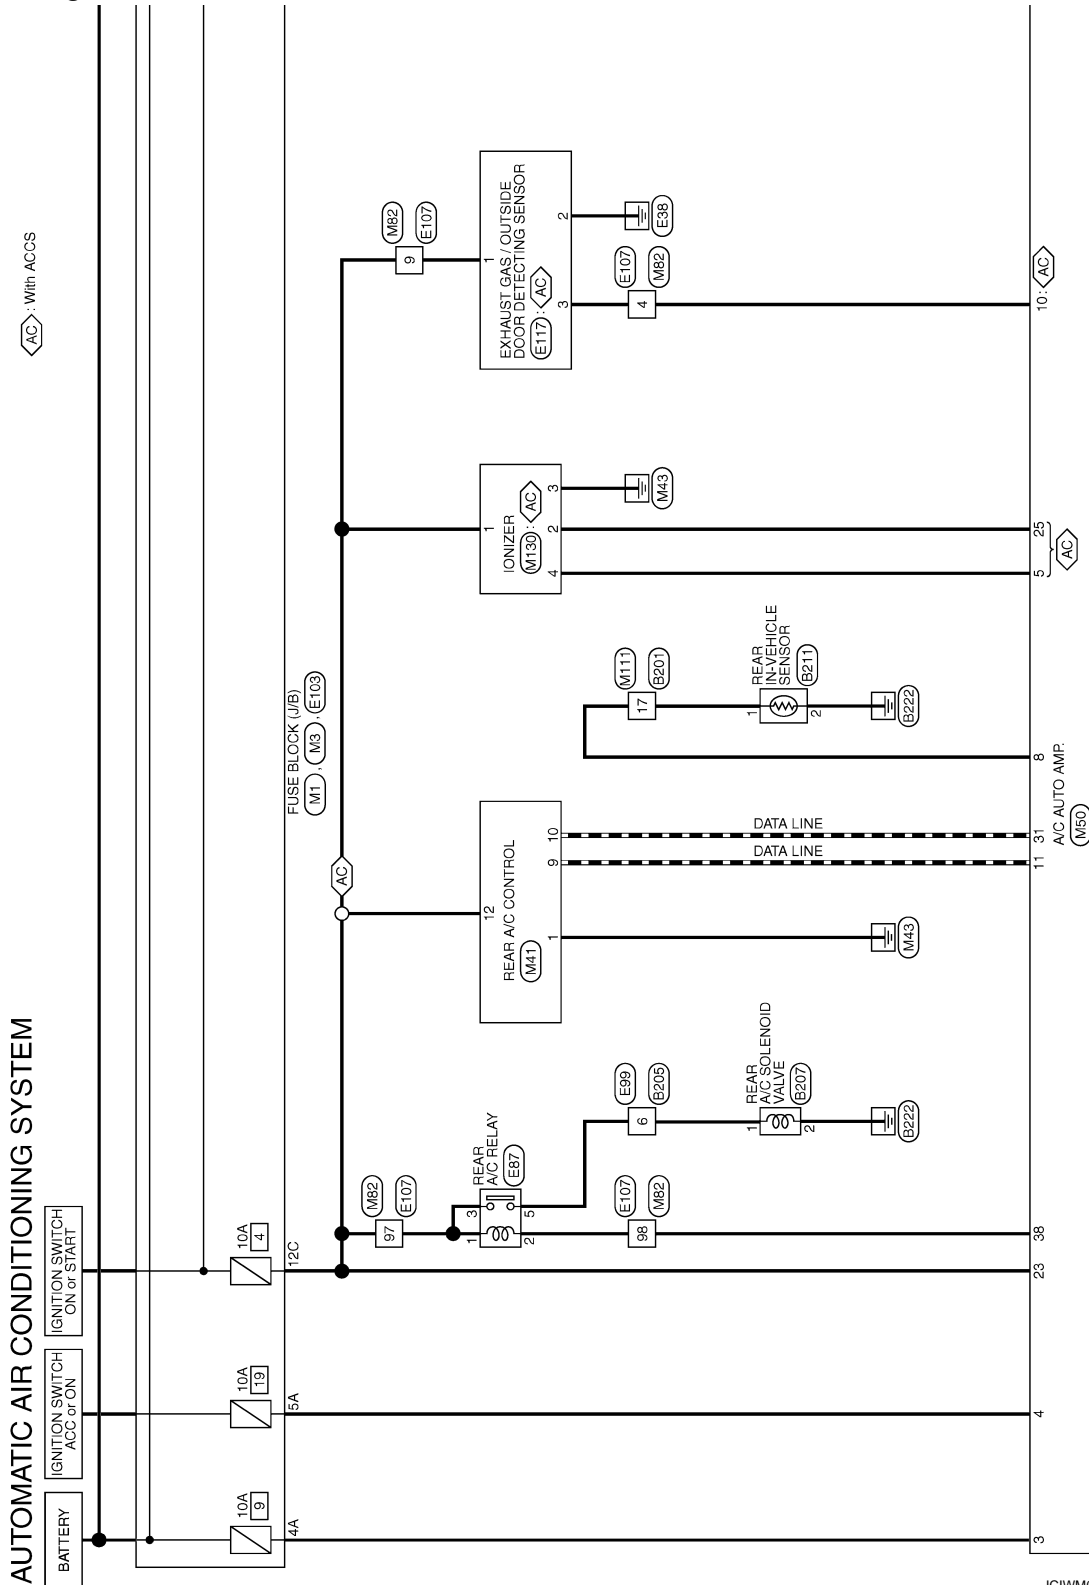 AUTOMATIC AIR CONDITIONING SYSTEM
AC : With ACCS
BATTERY
IGNITION SWITCH
ACC or ON
IGNITION SWITCH
ON or START
10A
9
10A
19
10A
4
4A
5A
12C
FUSE BLOCK (J/B)
M1 , M3 , E103
AC
M82
97
E107
M82
9
E107
REAR
A/C RELAY
E87
1
3
2
5
12
REAR A/C CONTROL
M41
1
9
10
1
IONIZER
M130 : AC
4
2
3
1
EXHAUST GAS / OUTSIDE
DOOR DETECTING SENSOR
E117 : AC
3
2
E107
98
M82
E99
6
B205
M111
17
B201
M43
E107
4
M82
E38
REAR
A/C SOLENOID
VALVE
B207
1
2
B222
M43
DATA LINE
DATA LINE
REAR
IN-VEHICLE
SENSOR
B211
1
2
B222
3
4
23
38
11
31
8
5
25
AC
10 : AC
A/C AUTO AMP.
M50